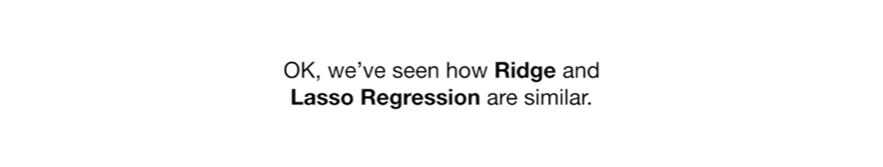 OK, we've seen how Ridge and
Lasso Regression are similar.